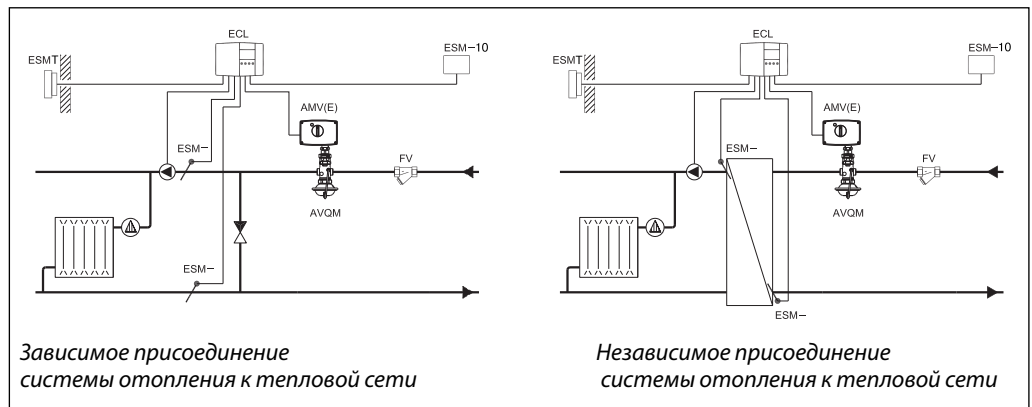 ECL
ESMT
ESM-10
AMV(E)
ESM-
FV
AVQM
ESM-
Зависимое присоединение
системы отопления к тепловой сети
ECL
ESMT
ESM-10
AMV(E)
ESM-
FV
AVQM
ESM-
Независимое присоединение
системы отопления к тепловой сети